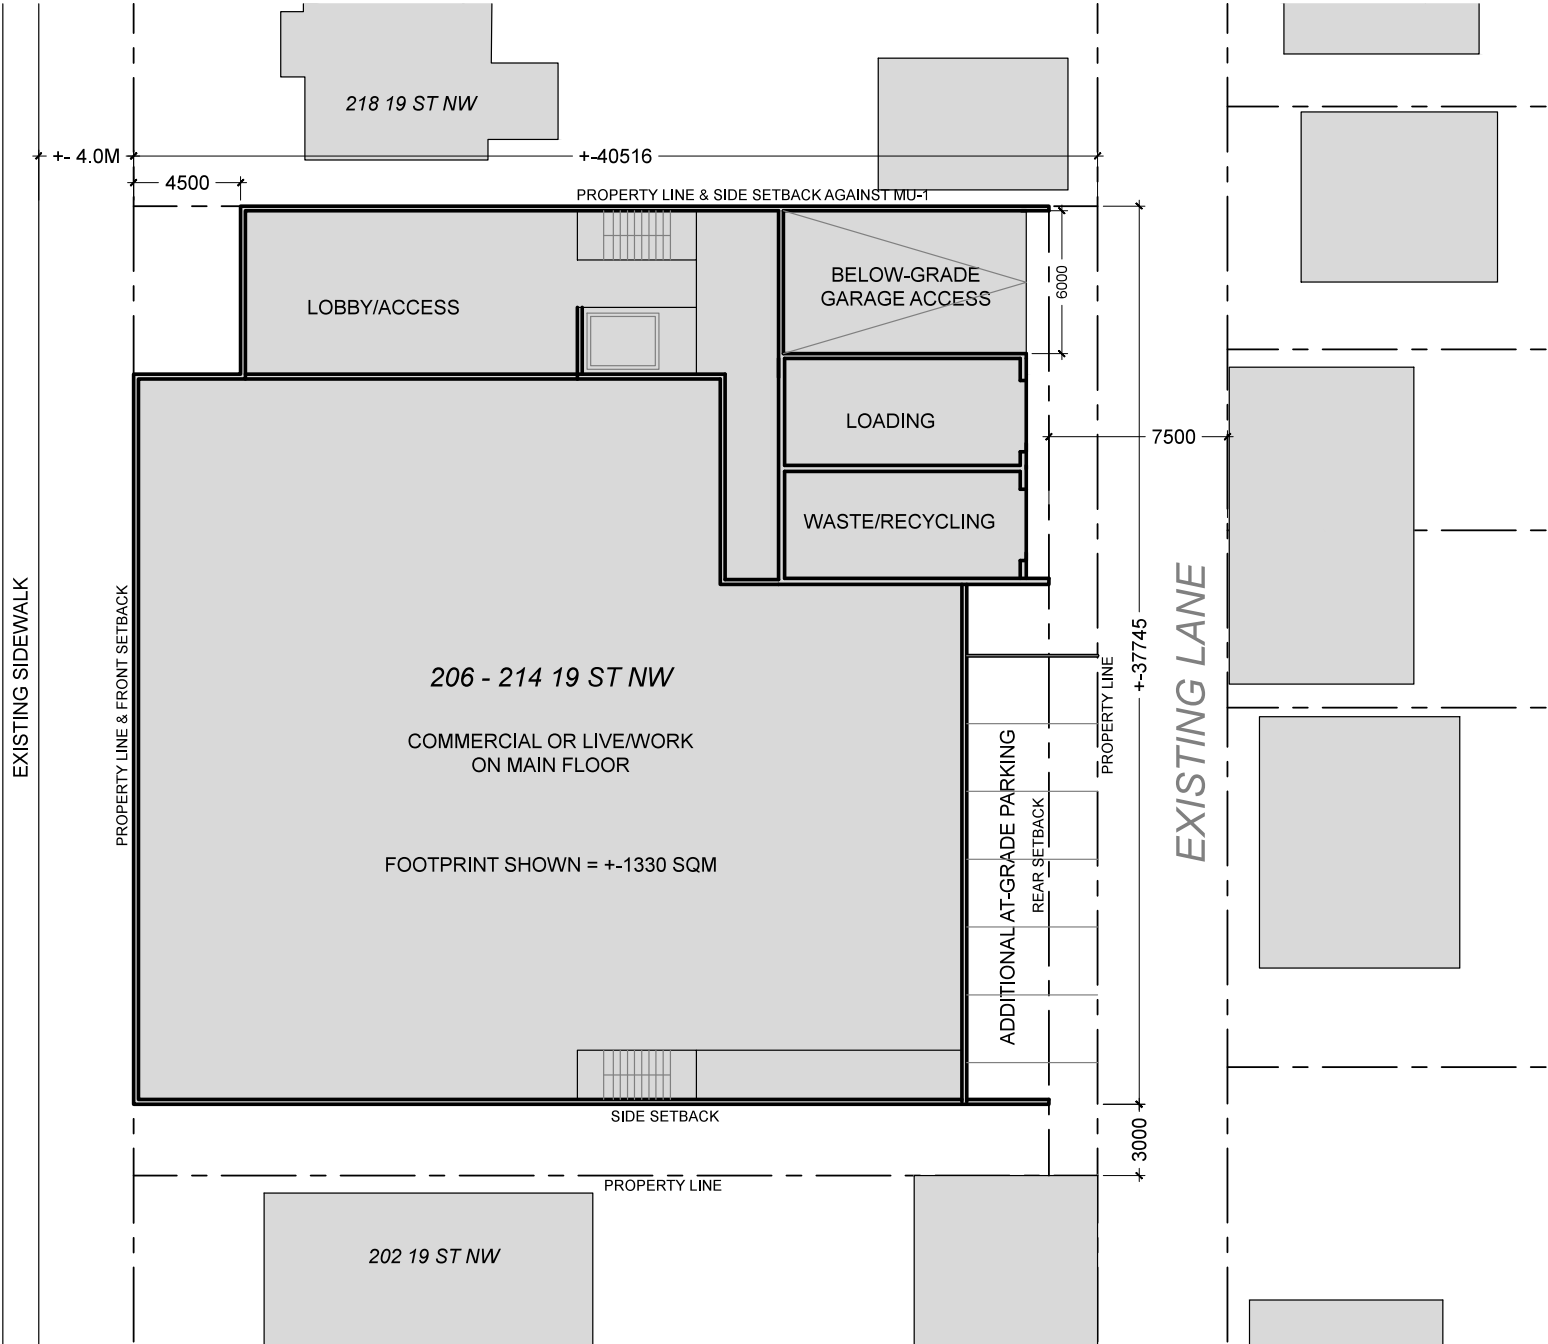 218 19 ST NW
+- 4.0M
+-40516
4500
PROPERTY LINE & SIDE SETBACK AGAINST MU-1
BELOW-GRADE
GARAGE ACCESS
6000
LOBBY/ACCESS
LOADING
7500
WASTE/RECYCLING
EXISTING SIDEWALK
PROPERTY LINE & FRONT SETBACK
206 - 214 19 ST NW
COMMERCIAL OR LIVE/WORK
ON MAIN FLOOR
FOOTPRINT SHOWN = +-1330 SQM
ADDITIONAL AT-GRADE PARKING
REAR SETBACK
PROPERTY LINE
+-37745
EXISTING LANE
SIDE SETBACK
3000
PROPERTY LINE
202 19 ST NW